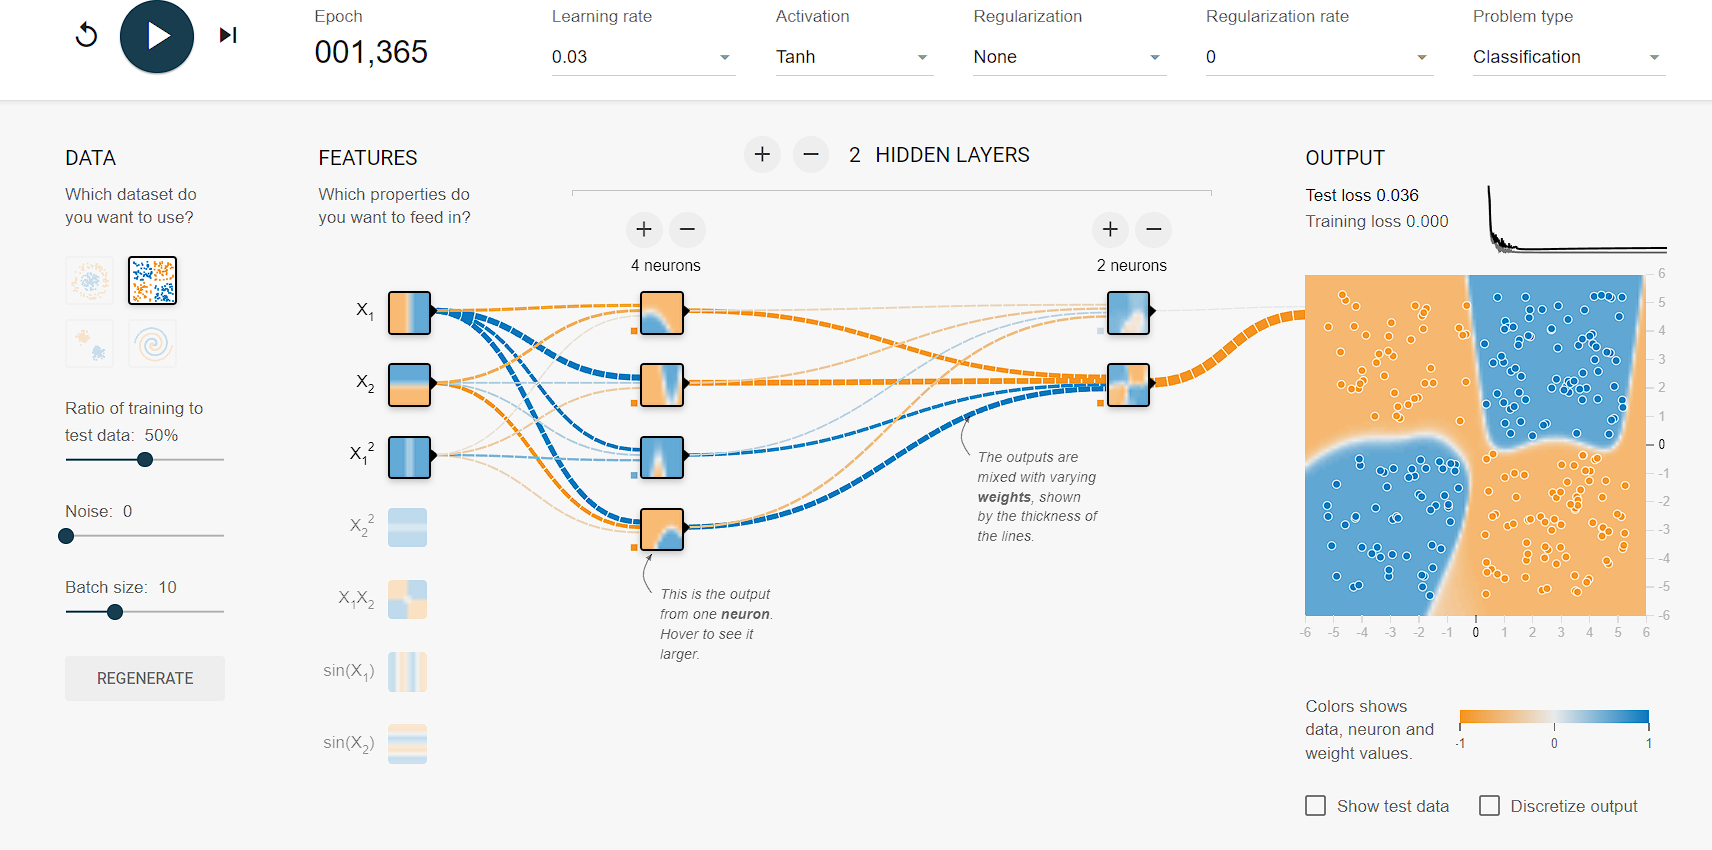 Epoch
001,365
Learning rate
0.03
Activation
Tanh
Regularization
None
Regularization rate
0
Problem type
Classification
DATA
Which dataset do
you want to use?
Ratio of training to
test data: 50%
Noise: 0
Batch size: 10
REGENERATE
FEATURES
Which properties do
you want to feed in?
X1
X2
X1^2
X2^2
X1X2
sin(X1)
sin(X2)
+ − 2 HIDDEN LAYERS
+ −
4 neurons
+ −
2 neurons
This is the output
from one neuron.
Hover to see it
larger.
The outputs are
mixed with varying
weights, shown
by the thickness of
the lines.
OUTPUT
Test loss 0.036
Training loss 0.000
6
5
4
3
2
1
0
-1
-2
-3
-4
-5
-6
-6 -5 -4 -3 -2 -1 0 1 2 3 4 5 6
Colors shows
data, neuron and
weight values.
-1 0 1
Show test data
Discretize output